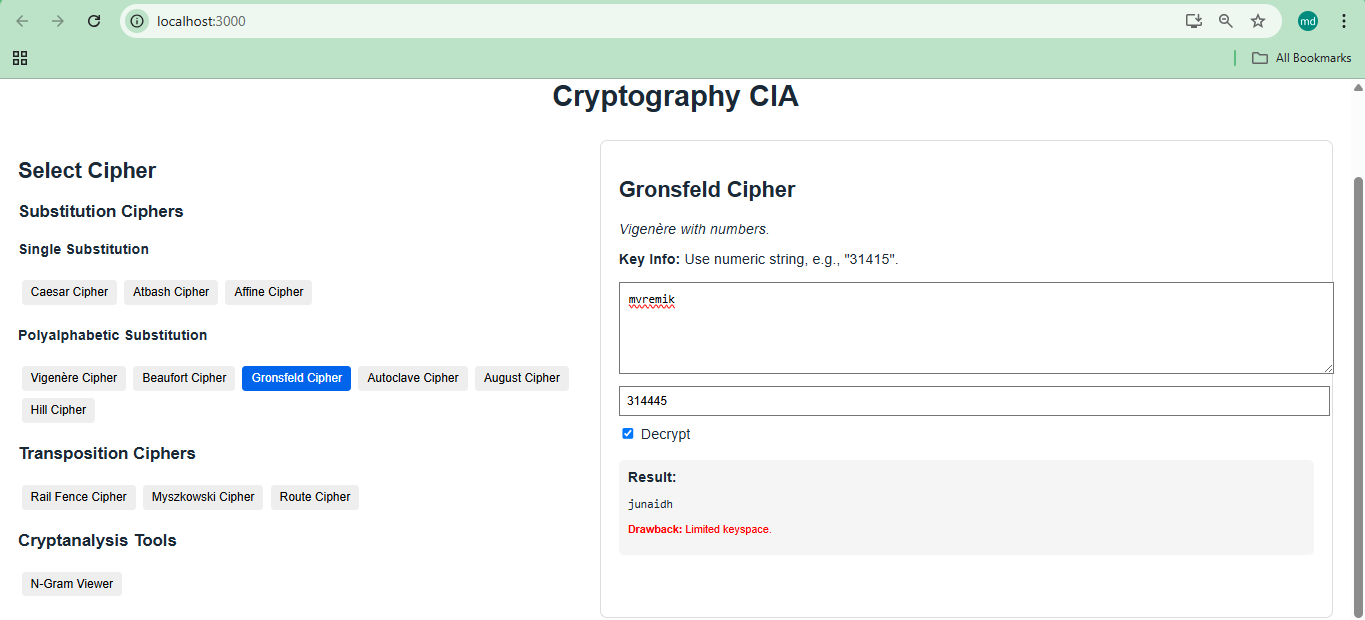 localhost:3000
md
All Bookmarks
Cryptography CIA
Select Cipher
Substitution Ciphers
Single Substitution
Caesar Cipher Atbash Cipher Affine Cipher
Polyalphabetic Substitution
Vigenère Cipher Beaufort Cipher Gronsfeld Cipher Autoclave Cipher August Cipher
Hill Cipher
Transposition Ciphers
Rail Fence Cipher Myszkowski Cipher Route Cipher
Cryptanalysis Tools
N-Gram Viewer
Gronsfeld Cipher
Vigenère with numbers.
Key Info: Use numeric string, e.g., "31415".
mvremik
314445
Decrypt
Result:
junaidh
Drawback: Limited keyspace.